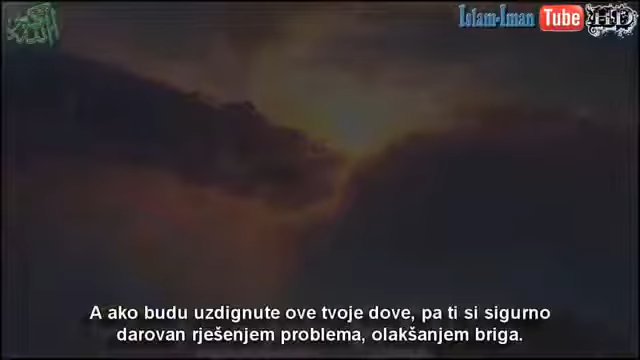 Islam-Iman Tube HD
A ako budu uzdignute ove tvoje dove, pa ti si sigurno
darovan rješenjem problema, olakšanjem briga.